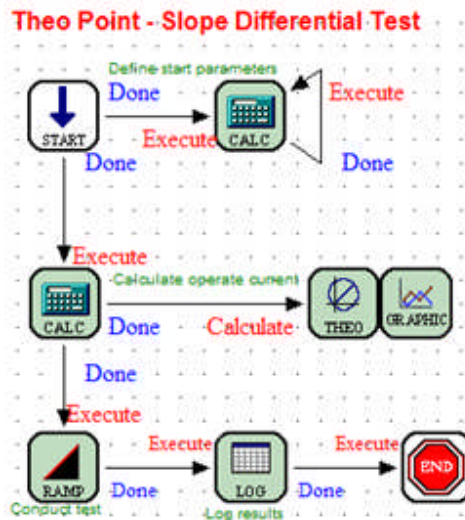 Theo Point - Slope Differential Test
Define start parameters
Done
Execute
START
Execute
CALC
Done
Done
Execute
Calculate operate current
CALC
Done
Calculate
THEO
GRAPHIC
Done
Execute
Execute
Execute
RAMP
Done
LOG
Done
END
Conduct test
Log results